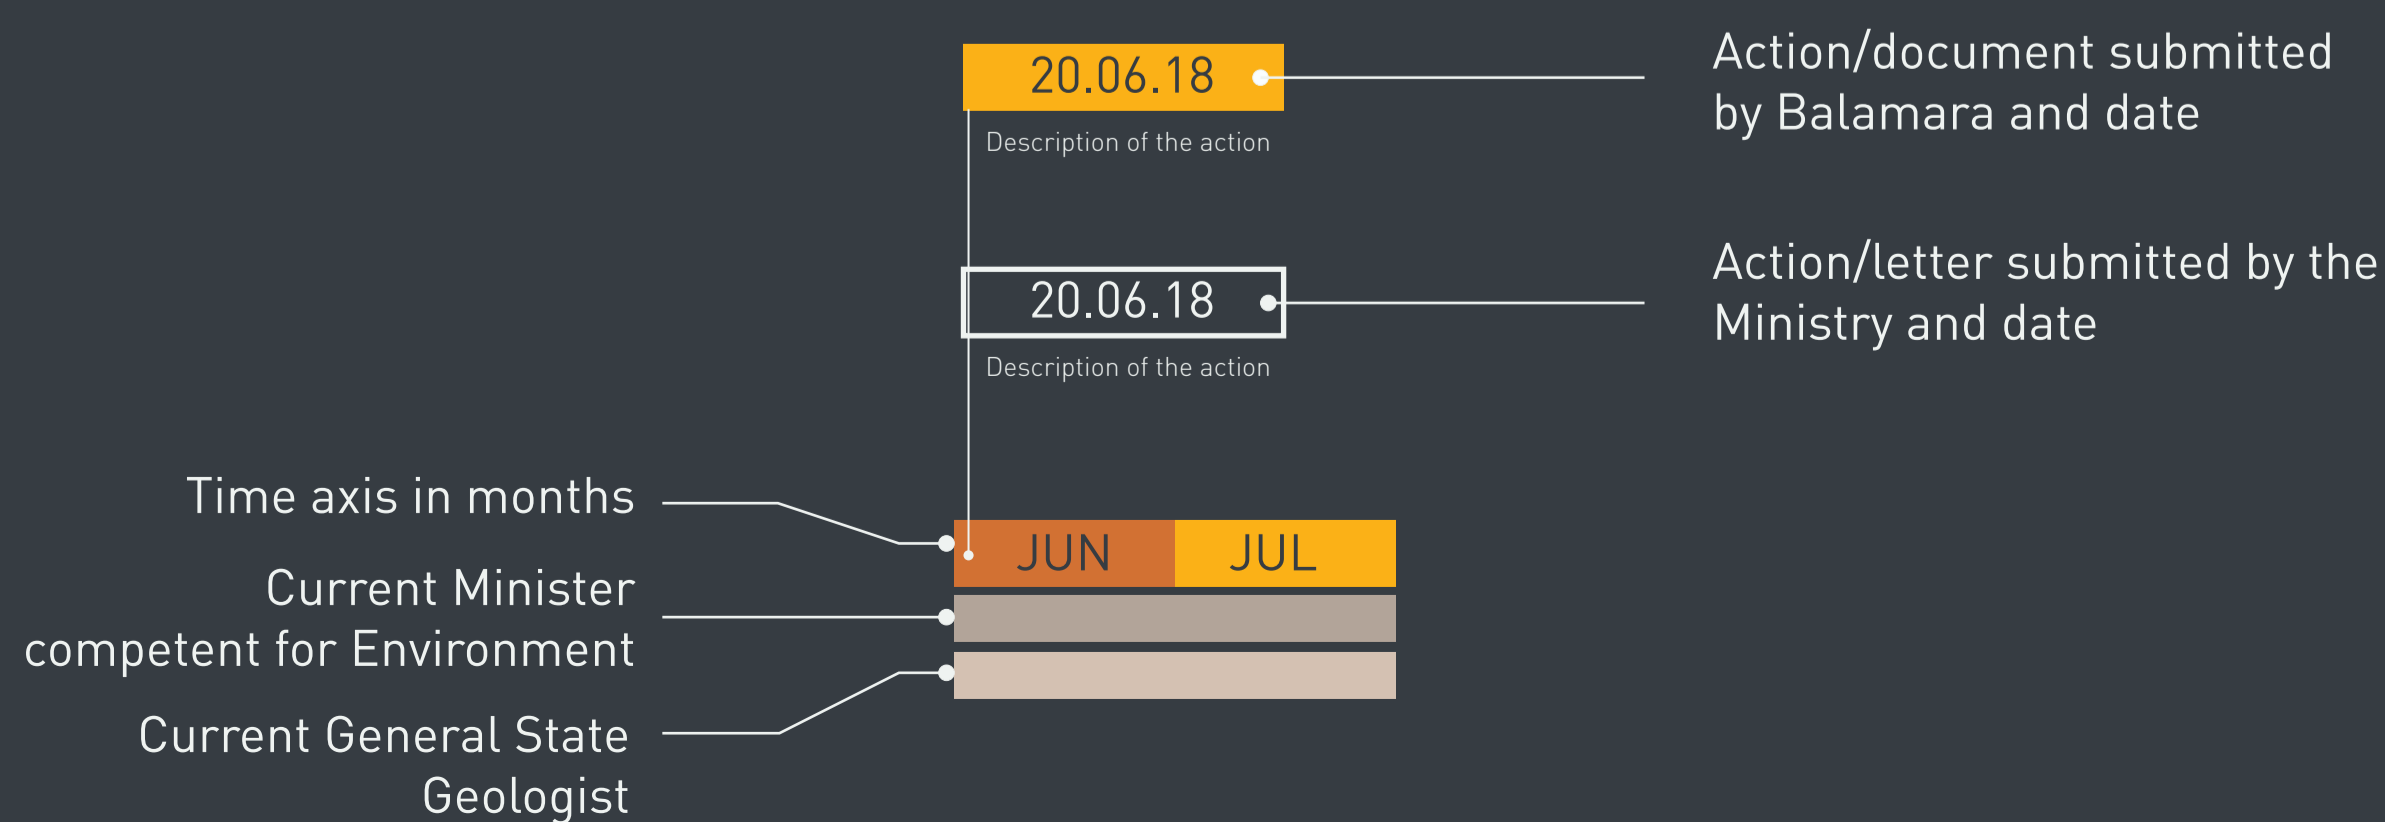 20.06.18
Action/document submitted
by Balamara and date
Description of the action
20.06.18
Action/letter submitted by the
Ministry and date
Description of the action
Time axis in months
JUN
JUL
Current Minister
competent for Environment
Current General State
Geologist